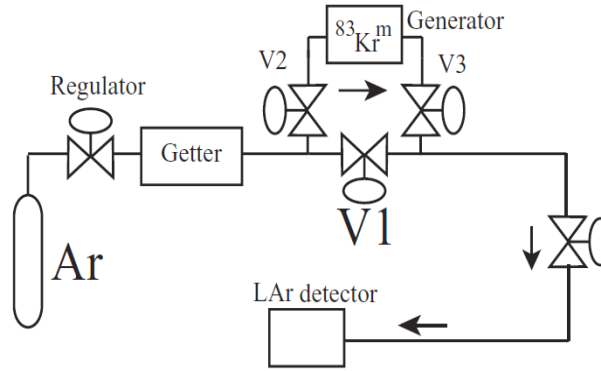 ⁸³Krᵐ
Generator
V2
V3
Regulator
Getter
V1
Ar
LAr detector